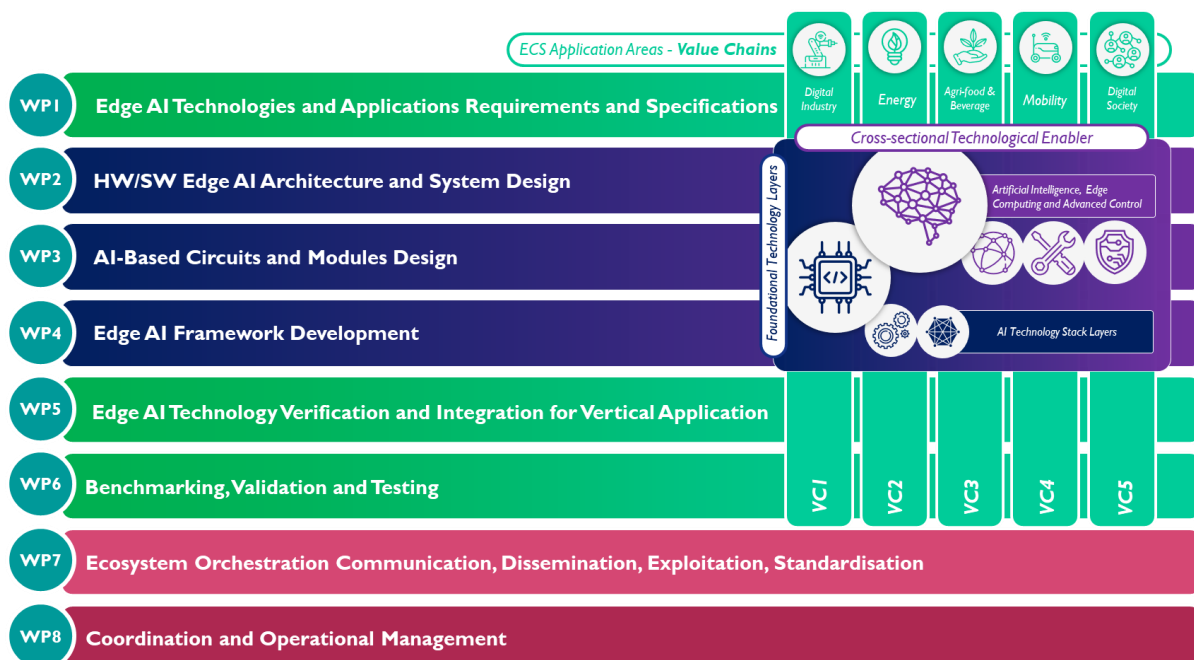 ECS Application Areas - Value Chains
Digital
Industry
Energy
Agri-food &
Beverage
Mobility
Digital
Society
WP1
Edge AI Technologies and Applications Requirements and Specifications
Cross-sectional Technological Enabler
Foundational Technology Layers
WP2
HW/SW Edge AI Architecture and System Design
Artificial Intelligence, Edge
Computing and Advanced Control
WP3
AI-Based Circuits and Modules Design
</>
WP4
Edge AI Framework Development
AI Technology Stack Layers
WP5
Edge AI Technology Verification and Integration for Vertical Application
WP6
Benchmarking, Validation and Testing
VC1
VC2
VC3
VC4
VC5
WP7
Ecosystem Orchestration Communication, Dissemination, Exploitation, Standardisation
WP8
Coordination and Operational Management